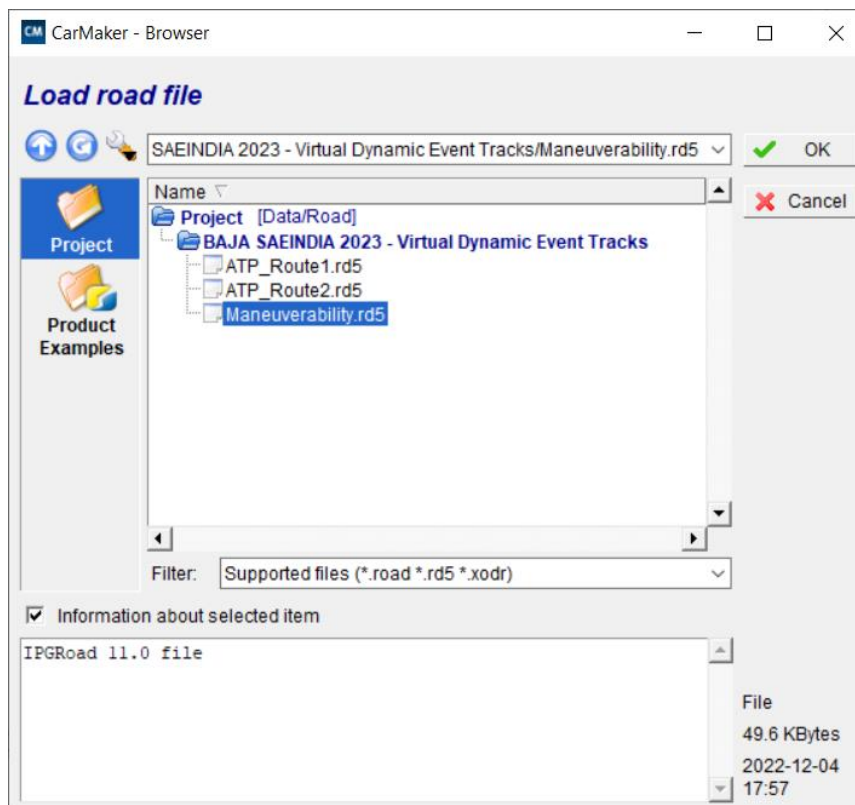 CM CarMaker - Browser
Load road file
SAEINDIA 2023 - Virtual Dynamic Event Tracks/Maneuverability.rd5
OK
Cancel
Project
Product
Examples
Name
Project [Data/Road]
BAJA SAEINDIA 2023 - Virtual Dynamic Event Tracks
ATP_Route1.rd5
ATP_Route2.rd5
Maneuverability.rd5
Filter: Supported files (*.road *.rd5 *.xodr)
Information about selected item
IPGRoad 11.0 file
File
49.6 KBytes
2022-12-04
17:57